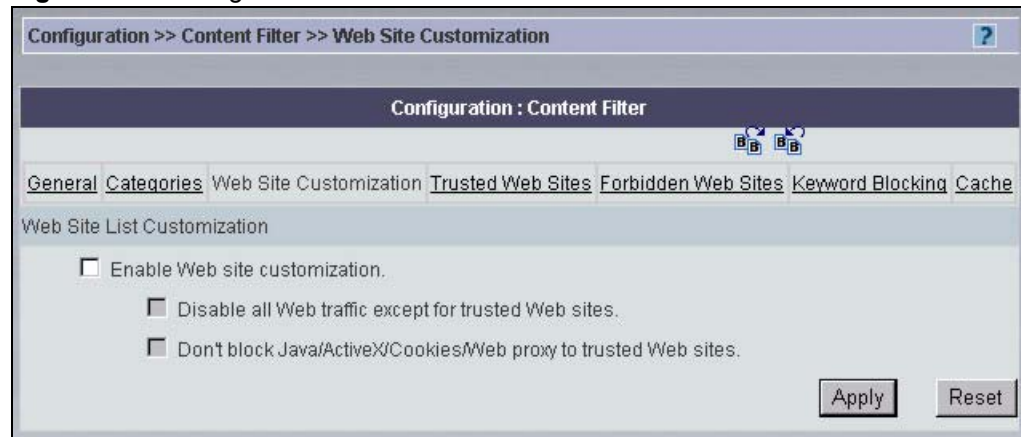 Configuration >> Content Filter >> Web Site Customization ?
Configuration : Content Filter
B B B B
General Categories Web Site Customization Trusted Web Sites Forbidden Web Sites Keyword Blocking Cache
Web Site List Customization
Enable Web site customization.
Disable all Web traffic except for trusted Web sites.
Don't block Java/ActiveX/Cookies/Web proxy to trusted Web sites.
Apply Reset